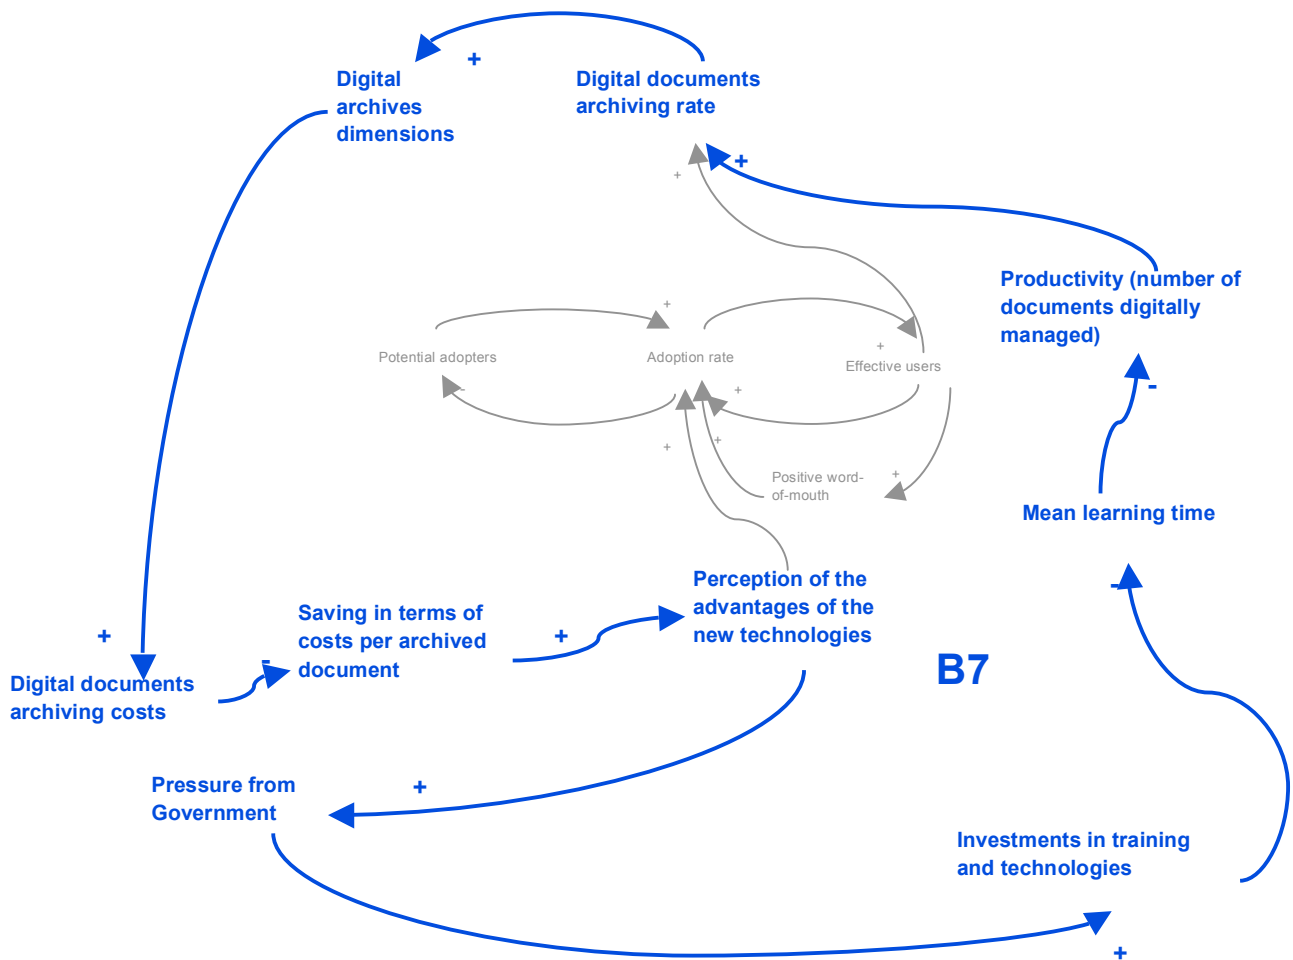 +
Digital
archives
dimensions
Digital documents
archiving rate
+
+
Productivity (number of
documents digitally
managed)
+
+
Potential adopters
Adoption rate
Effective users
-
-
+
+
+
+
Positive word-
of-mouth
Mean learning time
-
Perception of the
advantages of the
new technologies
Saving in terms of
costs per archived
document
+
+
-
B7
Digital documents
archiving costs
Pressure from
Government
+
Investments in training
and technologies
+